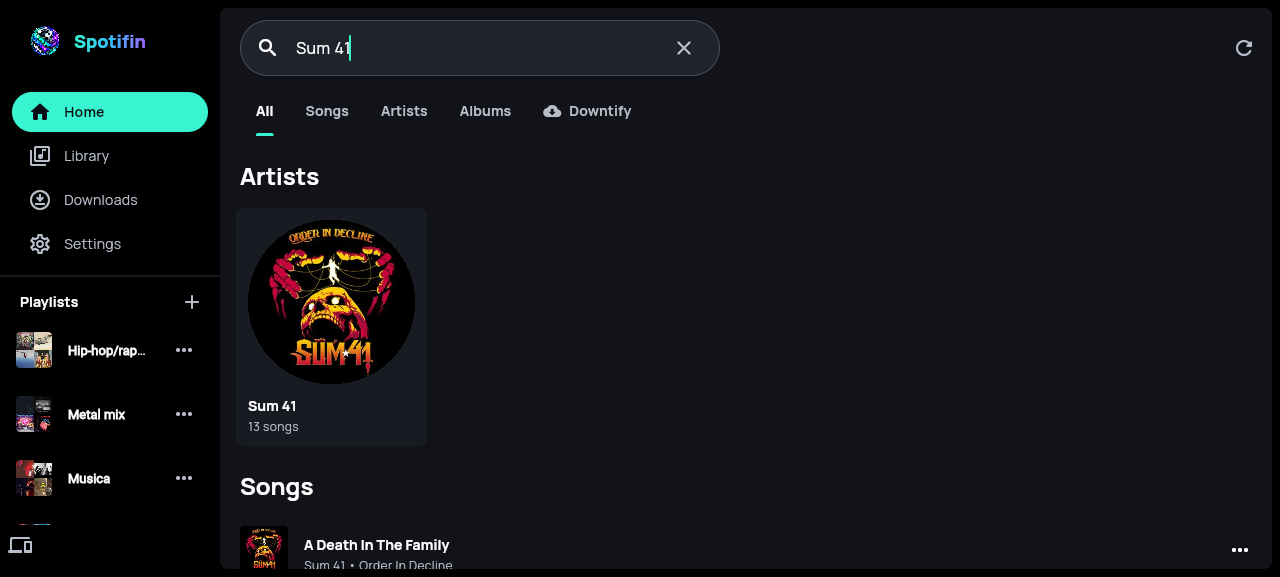 Spotifin
Sum 41
Home
Library
Downloads
Settings
Playlists
Hip-hop/rap...
Metal mix
Musica
All
Songs
Artists
Albums
Downtify
Artists
ORDER IN DECLINE
SUM 41
Sum 41
13 songs
Songs
A Death In The Family
Sum 41 • Order In Decline